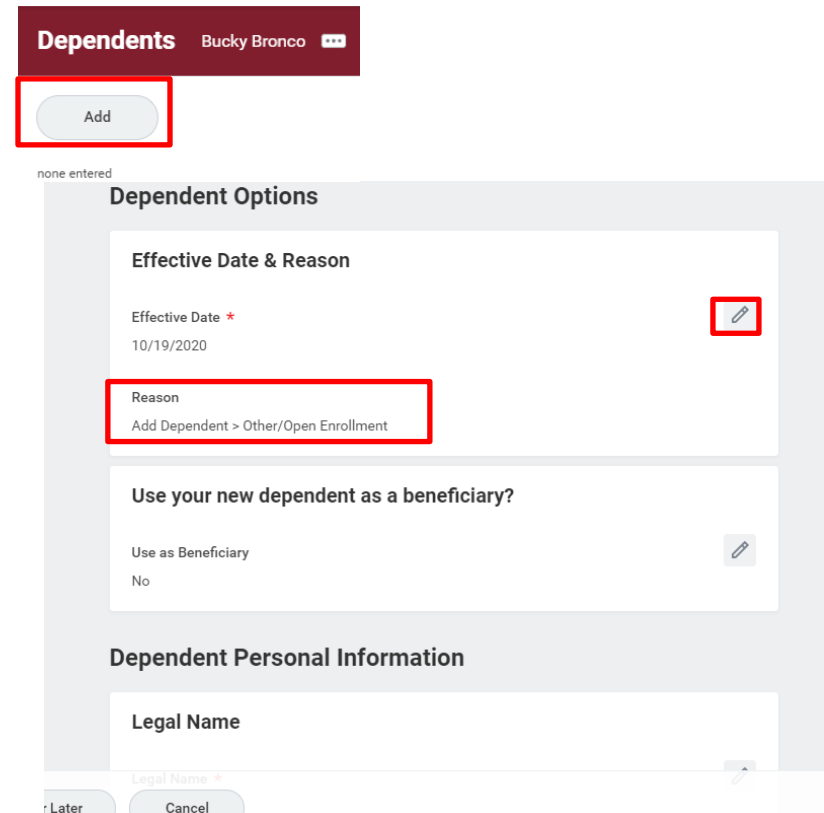 Dependents Bucky Bronco
Add
none entered
Dependent Options
Effective Date & Reason
Effective Date *
10/19/2020
Reason
Add Dependent > Other/Open Enrollment
Use your new dependent as a beneficiary?
Use as Beneficiary
No
Dependent Personal Information
Legal Name
Legal Name *
r Later Cancel